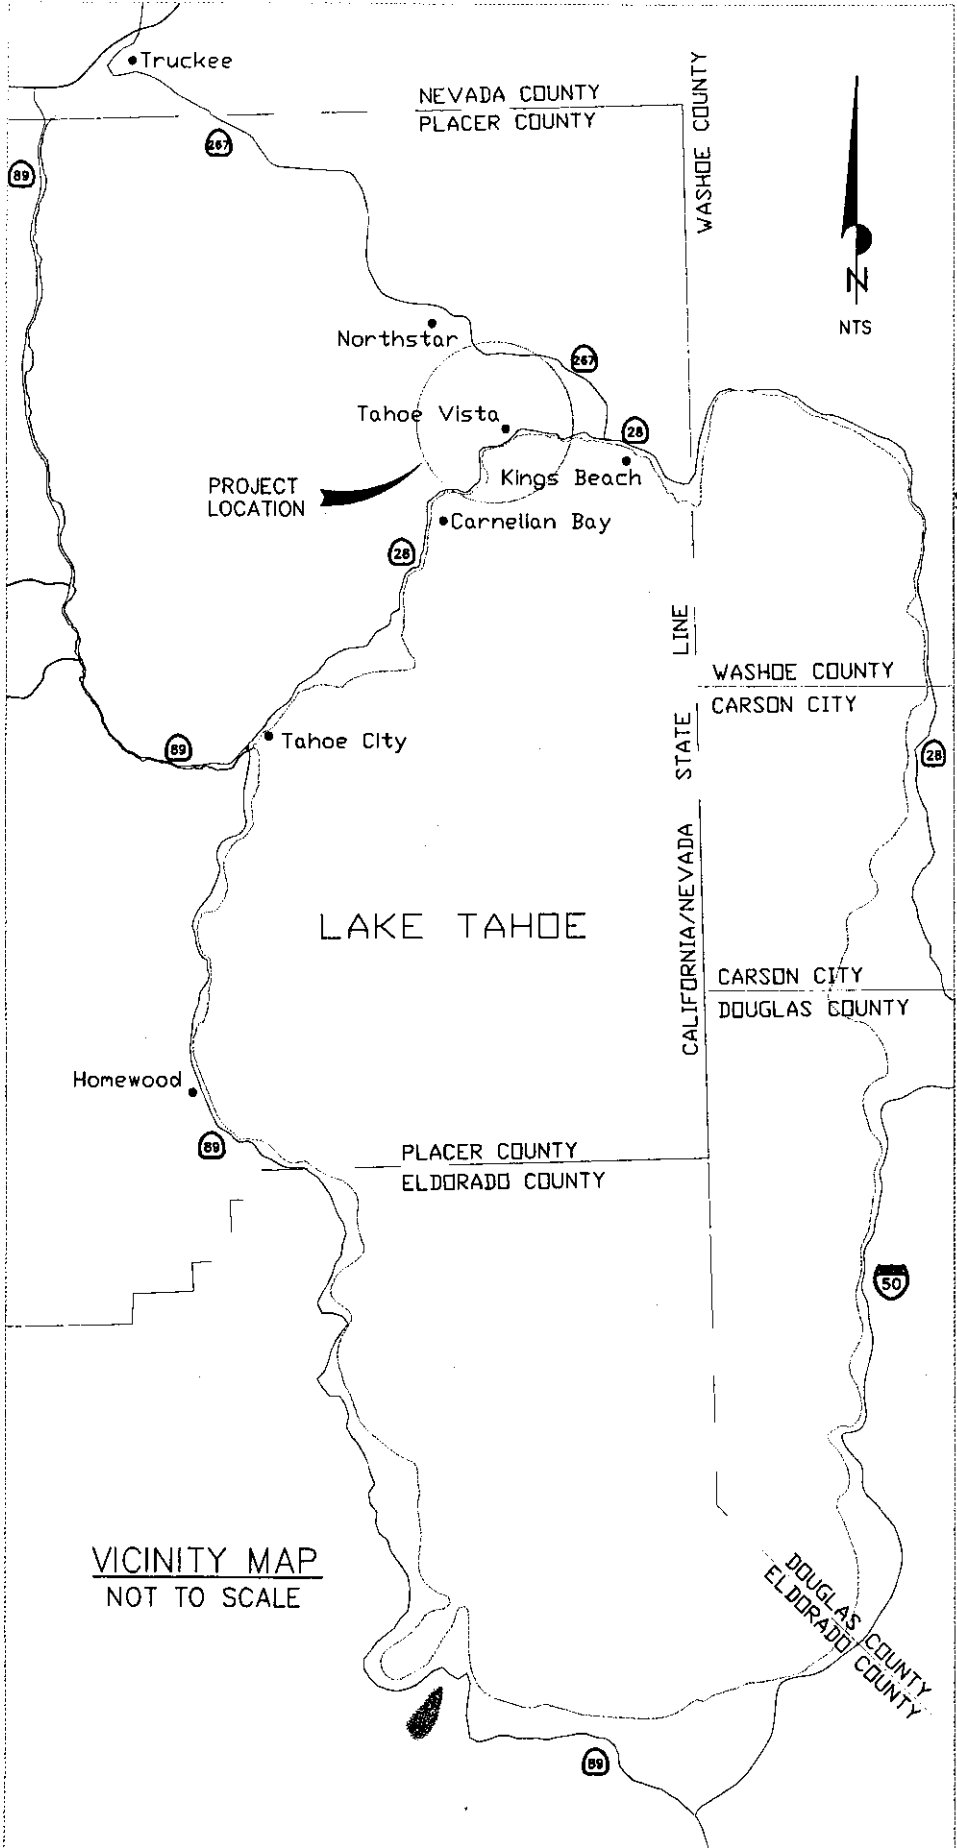 Truckee
NEVADA COUNTY
PLACER COUNTY
WASHOE COUNTY
267
89
N
NTS
Northstar
267
Tahoe Vista
28
Kings Beach
PROJECT
LOCATION
Carnelian Bay
28
CALIFORNIA/NEVADA STATE LINE
WASHOE COUNTY
CARSON CITY
Tahoe City
89
28
LAKE TAHOE
CARSON CITY
DOUGLAS COUNTY
Homewood
89
PLACER COUNTY
ELDORADO COUNTY
50
VICINITY MAP
NOT TO SCALE
DOUGLAS COUNTY
ELDORADO COUNTY
89